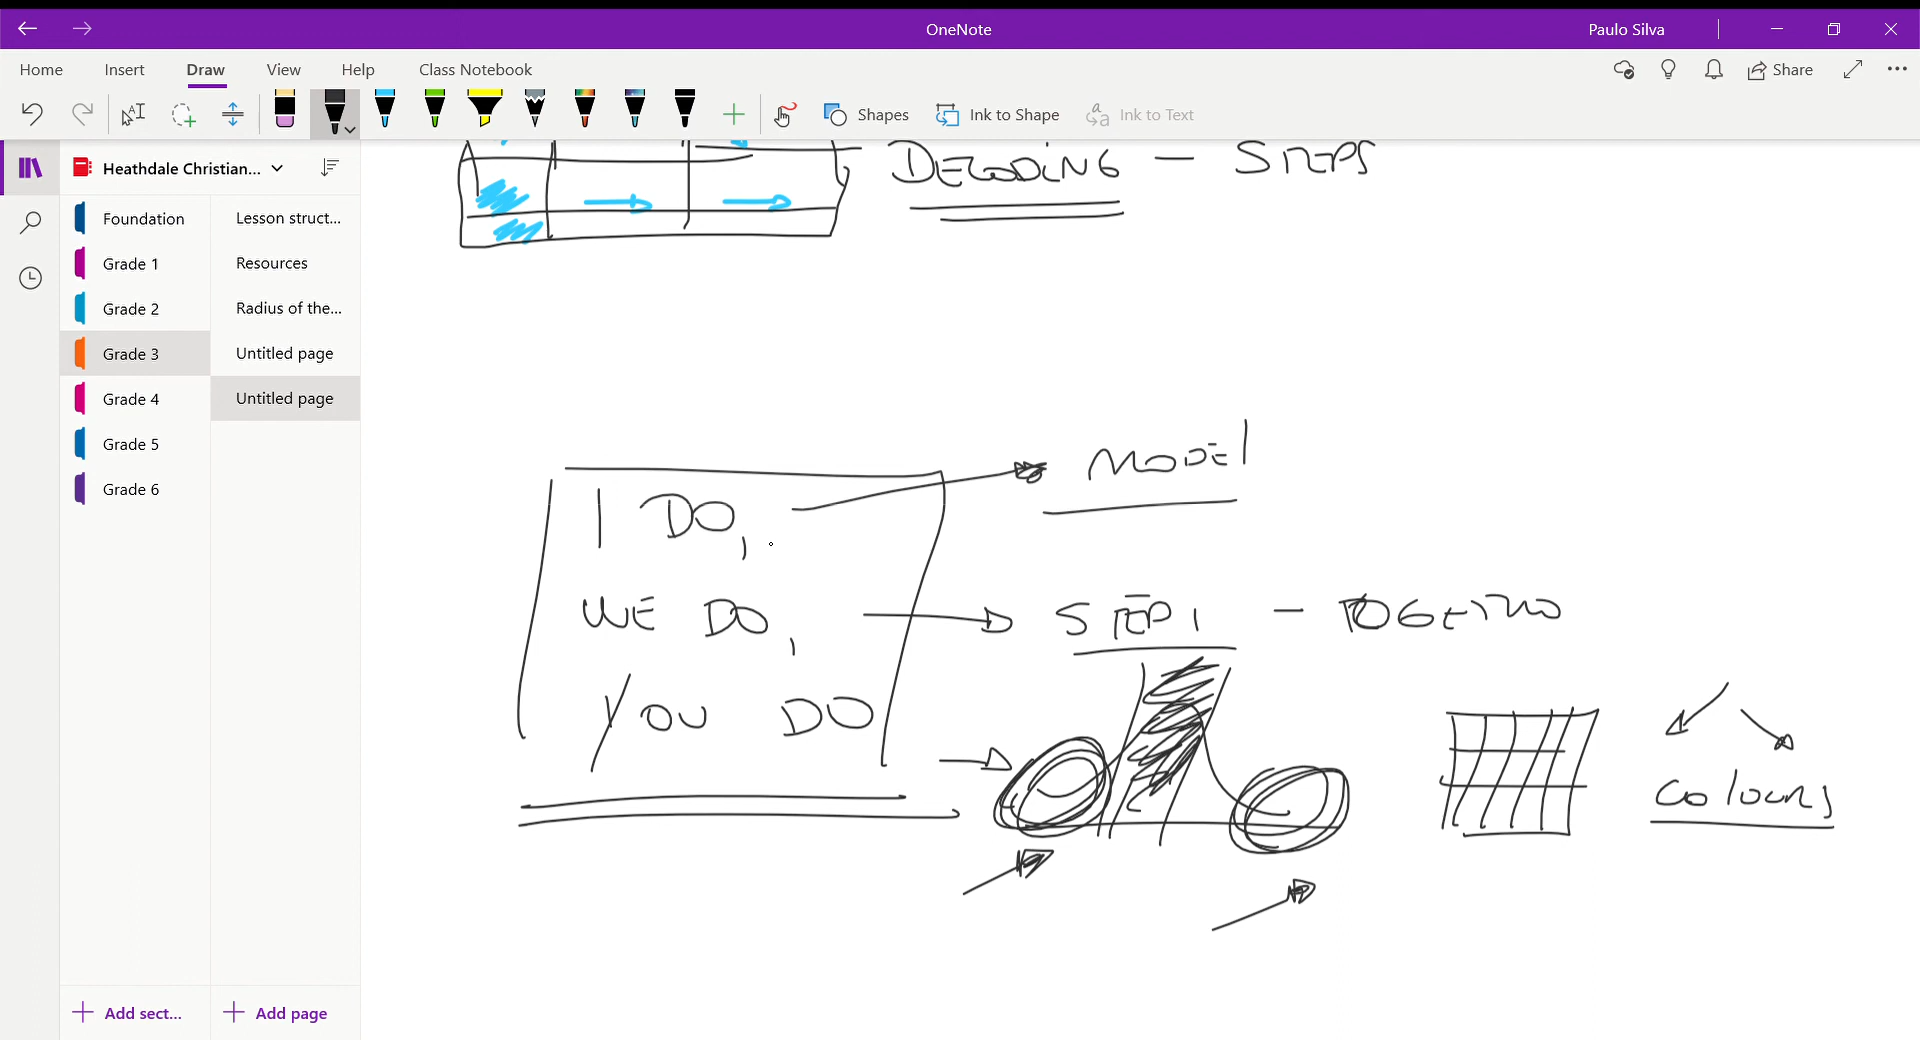 OneNote
Paulo Silva
Home Insert Draw View Help Class Notebook
Share
Shapes Ink to Shape Ink to Text
Heathdale Christian...
Foundation
Grade 1
Grade 2
Grade 3
Grade 4
Grade 5
Grade 6
Add sect...
Lesson struct...
Resources
Radius of the...
Untitled page
Untitled page
Add page
DECODING — STEPS
I DO, MODEl
WE DO, STEP 1 —
YOU DO
Colours